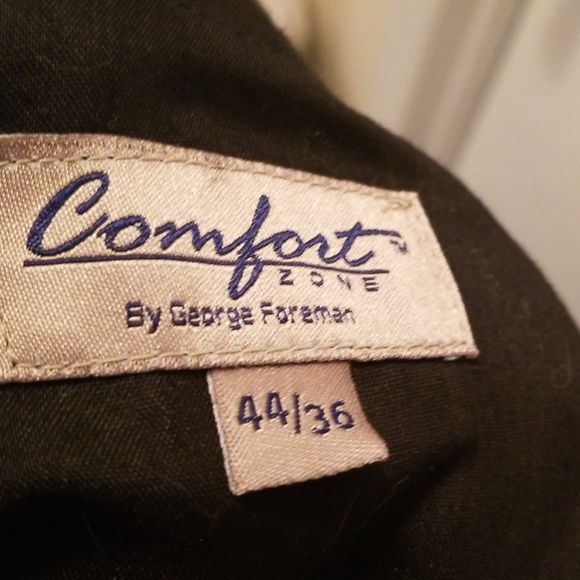 Comfort™
ZONE
By George Foreman
44/36